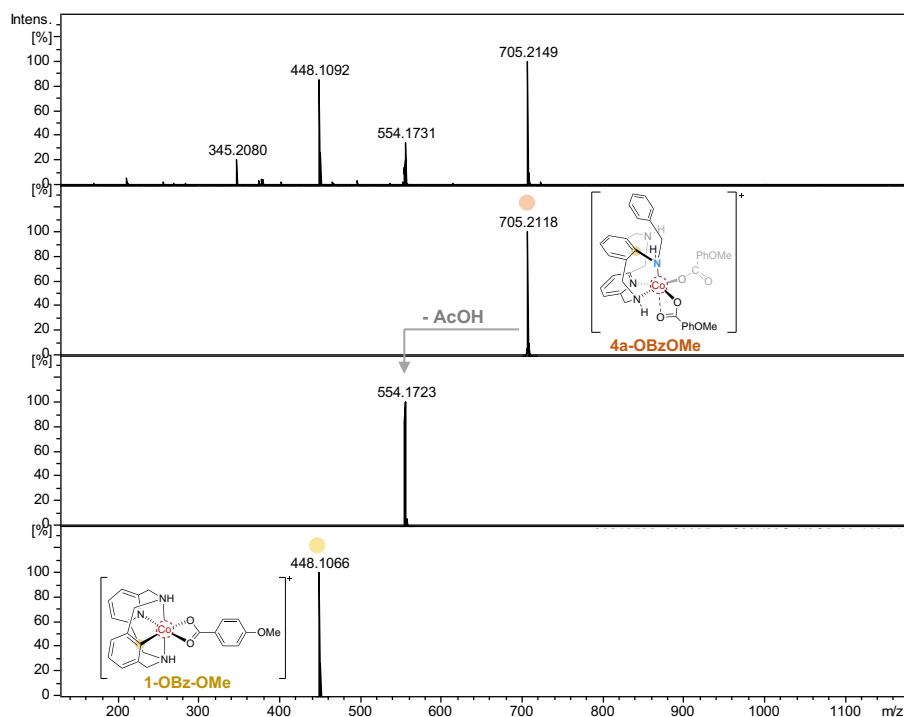 Intens.
[%]
100
80
60
40
20
0
345.2080
448.1092
554.1731
705.2149
[%]
100
80
60
40
20
0
705.2118
+
H
N
H
N
N
N
H
Co
O
C
O
PhOMe
O
O
PhOMe
4a-OBzOMe
- AcOH
[%]
100
80
60
40
20
0
554.1723
[%]
100
80
60
40
20
0
448.1066
+
NH
N
Co
O
O
OMe
NH
1-OBz-OMe
200 300 400 500 600 700 800 900 1000 1100 m/z